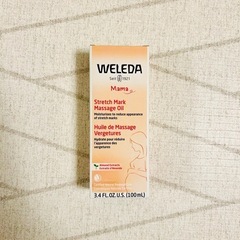 WELEDA
Since 1921
Mama
Stretch Mark
Massage Oil
Moisturizes to reduce appearance
of stretch marks
Huile de Massage
Vergetures
Hydrate pour réduire
l'apparence des
vergetures
3.4 FL.OZ.U.S. (100mL)